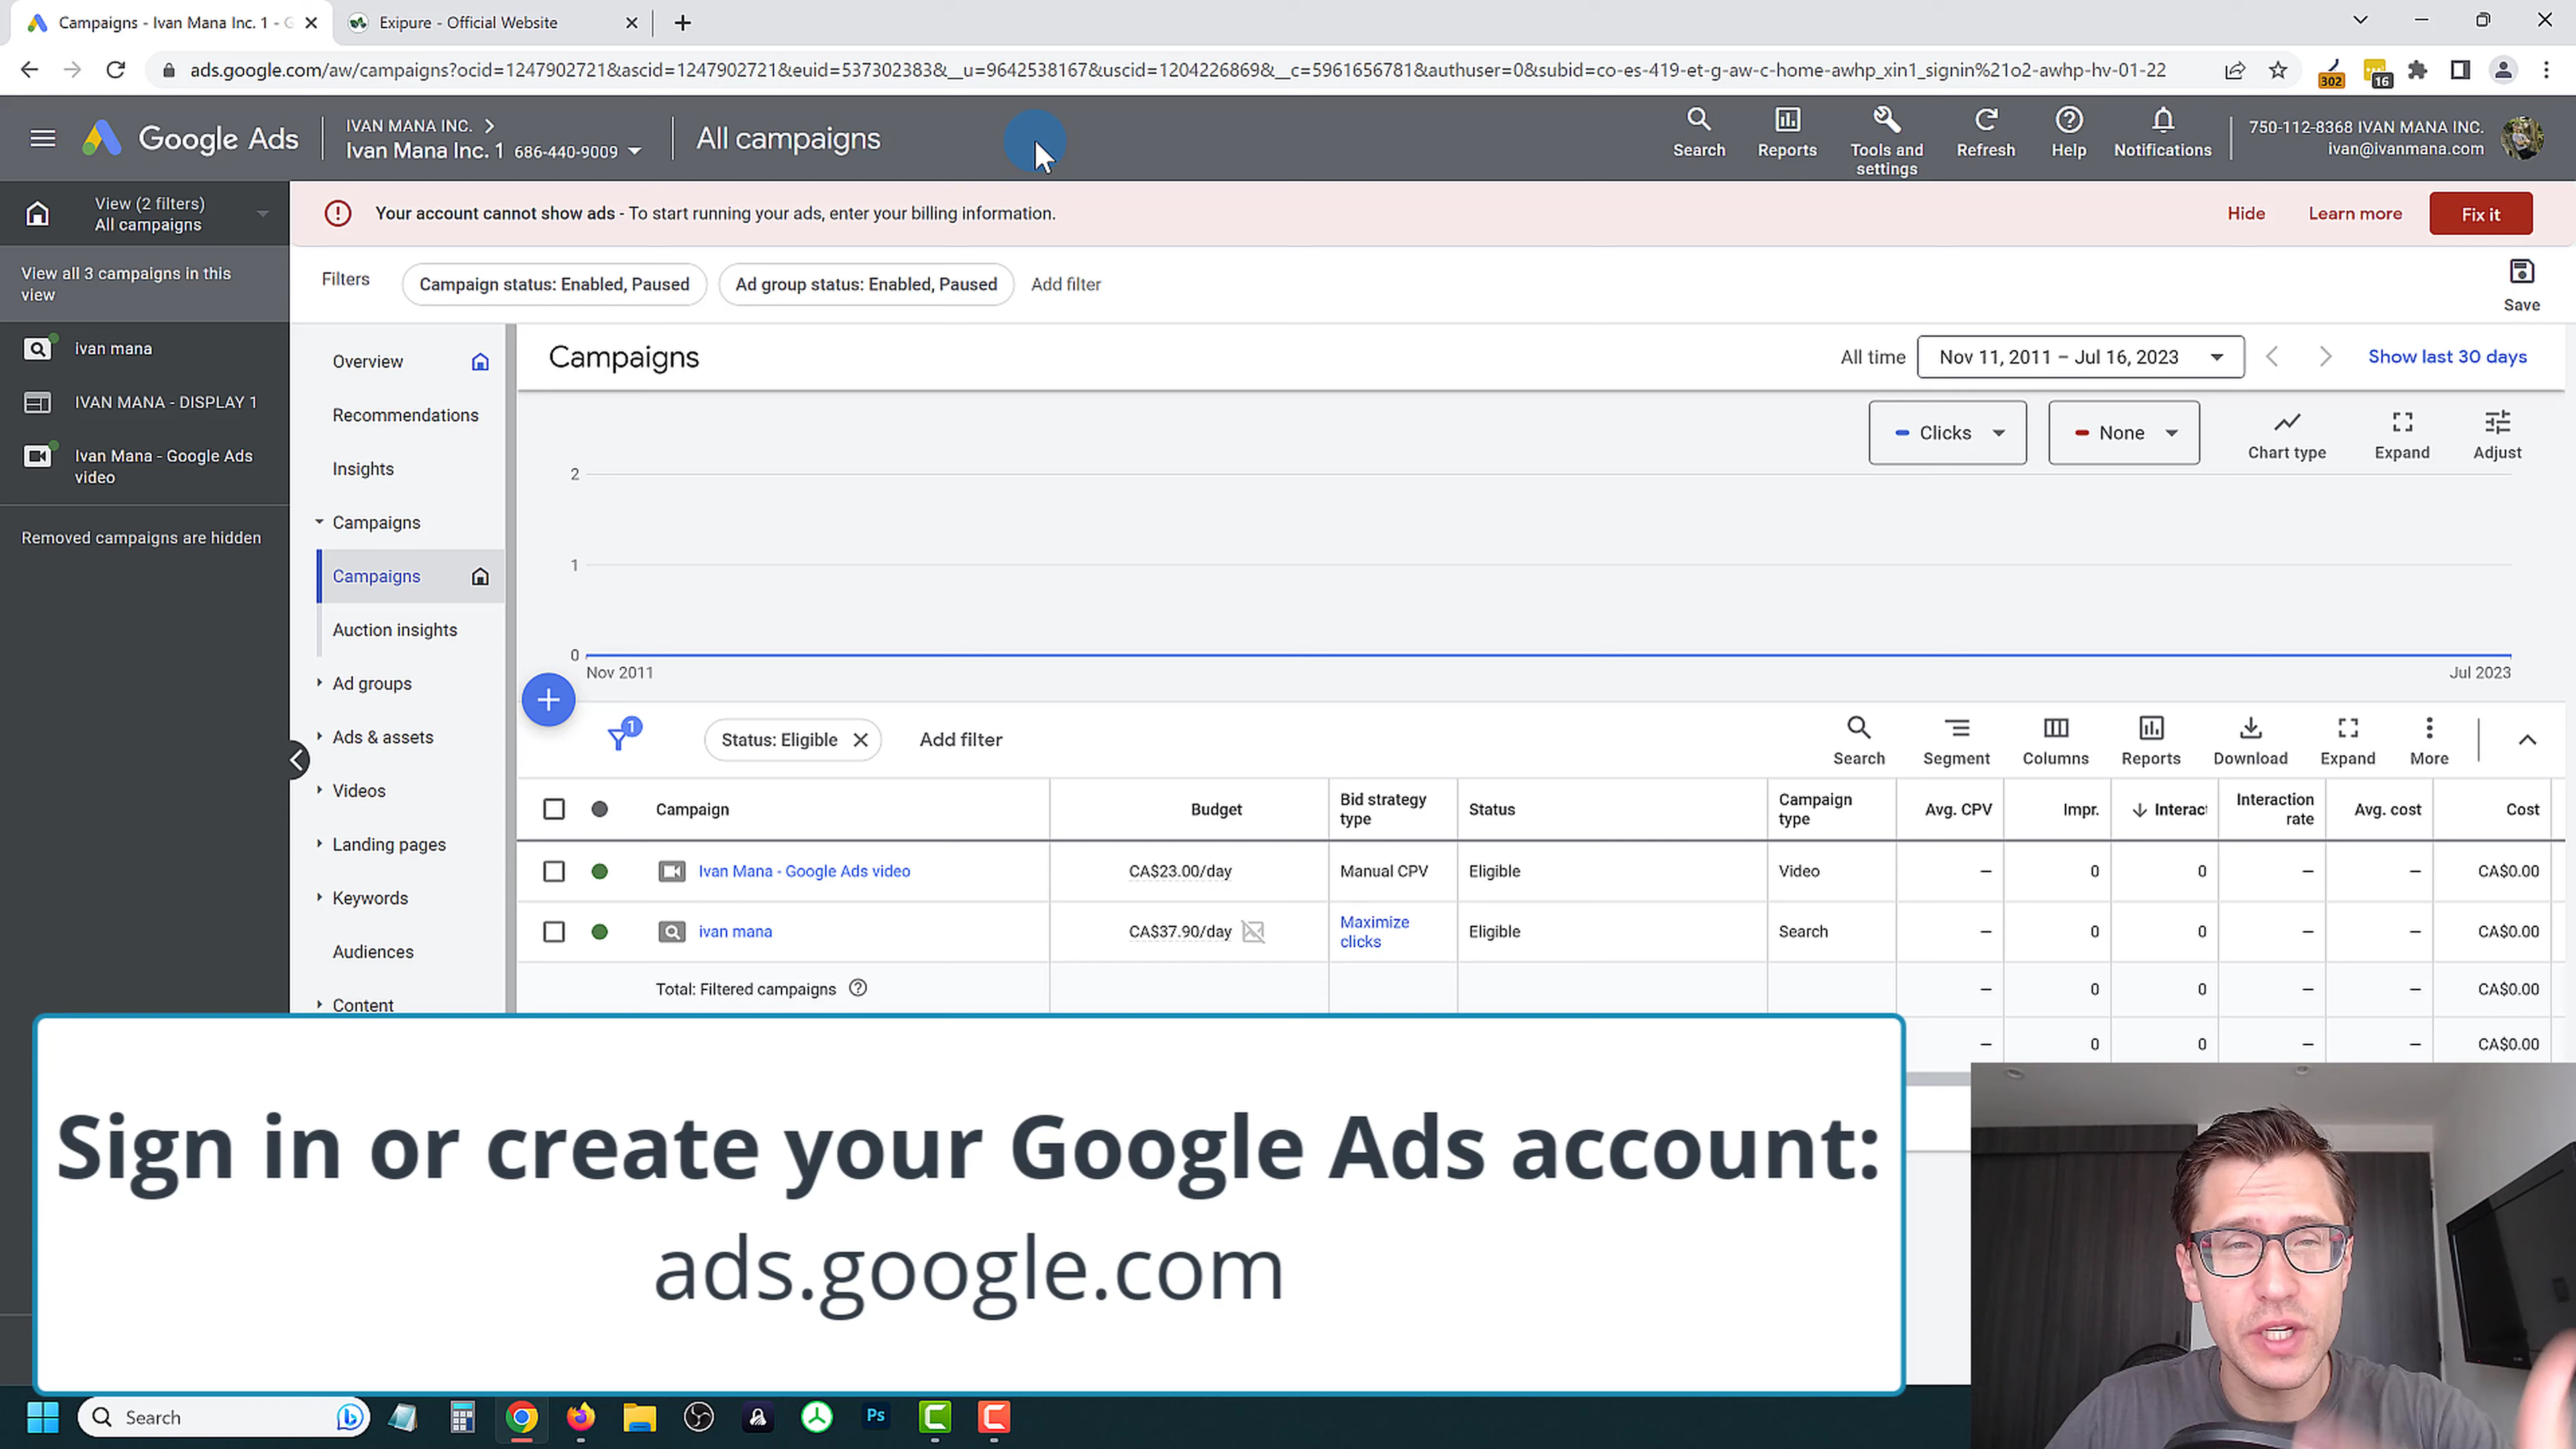 Campaigns - Ivan Mana Inc. 1 - G
Exipure - Official Website
ads.google.com/aw/campaigns?ocid=1247902721&ascid=1247902721&euid=537302383&__u=9642538167&uscid=1204226869&__c=5961656781&authuser=0&subid=co-es-419-et-g-aw-c-home-awhp_xin1_signin%21o2-awhp-hv-01-22
302
16
Google Ads
IVAN MANA INC.
Ivan Mana Inc. 1 686-440-9009
All campaigns
Search
Reports
Tools and
settings
Refresh
Help
Notifications
750-112-8368 IVAN MANA INC.
ivan@ivanmana.com
View (2 filters)
All campaigns
Your account cannot show ads - To start running your ads, enter your billing information.
Hide
Learn more
Fix it
View all 3 campaigns in this
view
Filters
Campaign status: Enabled, Paused
Ad group status: Enabled, Paused
Add filter
Save
ivan mana
IVAN MANA - DISPLAY 1
Ivan Mana - Google Ads
video
Removed campaigns are hidden
Overview
Recommendations
Insights
Campaigns
Campaigns
Auction insights
Ad groups
Ads & assets
Videos
Landing pages
Keywords
Audiences
Content
Campaigns
All time
Nov 11, 2011 – Jul 16, 2023
Show last 30 days
Clicks
None
Chart type
Expand
Adjust
2
1
0
Nov 2011
Jul 2023
1
Status: Eligible
Add filter
Search
Segment
Columns
Reports
Download
Expand
More
Campaign
Budget
Bid strategy
type
Status
Campaign
type
Avg. CPV
Impr.
Interact
Interaction
rate
Avg. cost
Cost
Ivan Mana - Google Ads video
CA$23.00/day
Manual CPV
Eligible
Video
–
0
0
–
–
CA$0.00
ivan mana
CA$37.90/day
Maximize
clicks
Eligible
Search
–
0
0
–
–
CA$0.00
Total: Filtered campaigns
–
0
0
–
–
CA$0.00
–
0
0
–
–
CA$0.00
Sign in or create your Google Ads account:
ads.google.com
Search
Ps